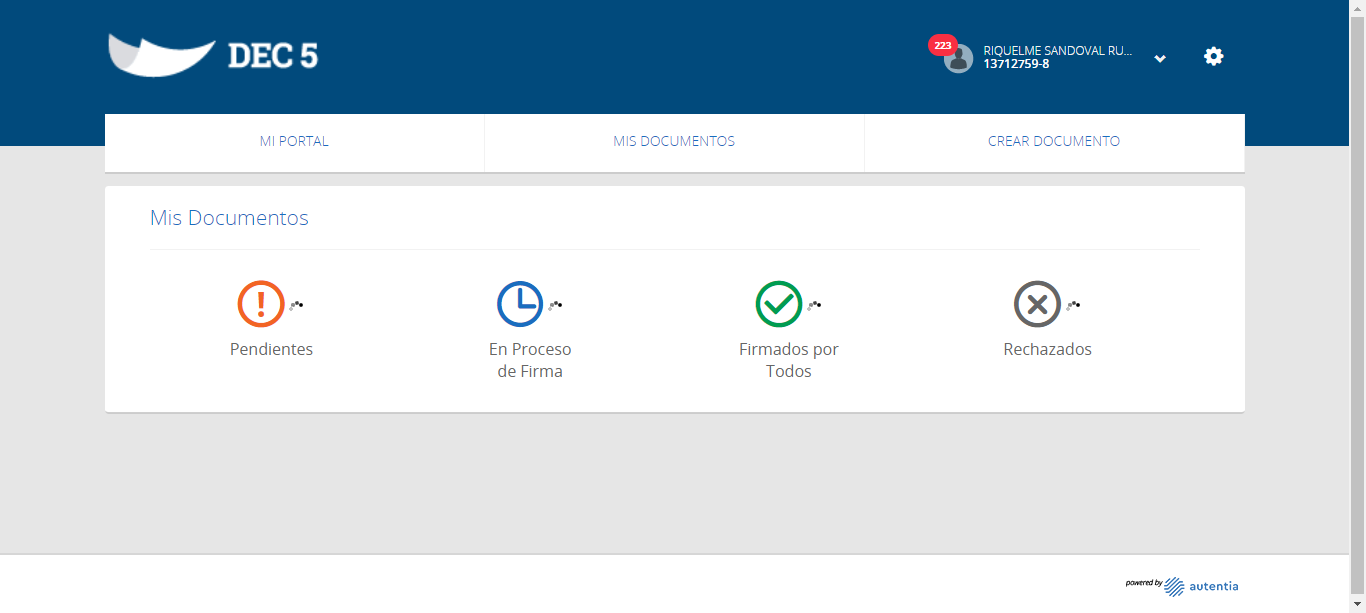 DEC 5
223
RIQUELME SANDOVAL RU...
13712759-8
MI PORTAL
MIS DOCUMENTOS
CREAR DOCUMENTO
Mis Documentos
Pendientes
En Proceso
de Firma
Firmados por
Todos
Rechazados
powered by autentia